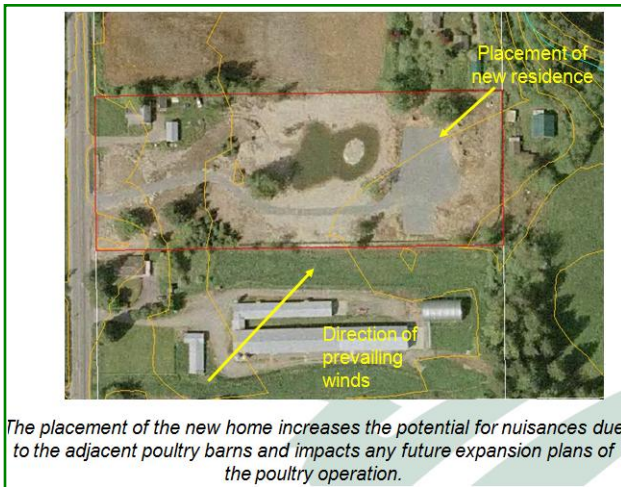 Placement of
new residence
Direction of
prevailing
winds
The placement of the new home increases the potential for nuisances due
to the adjacent poultry barns and impacts any future expansion plans of
the poultry operation.